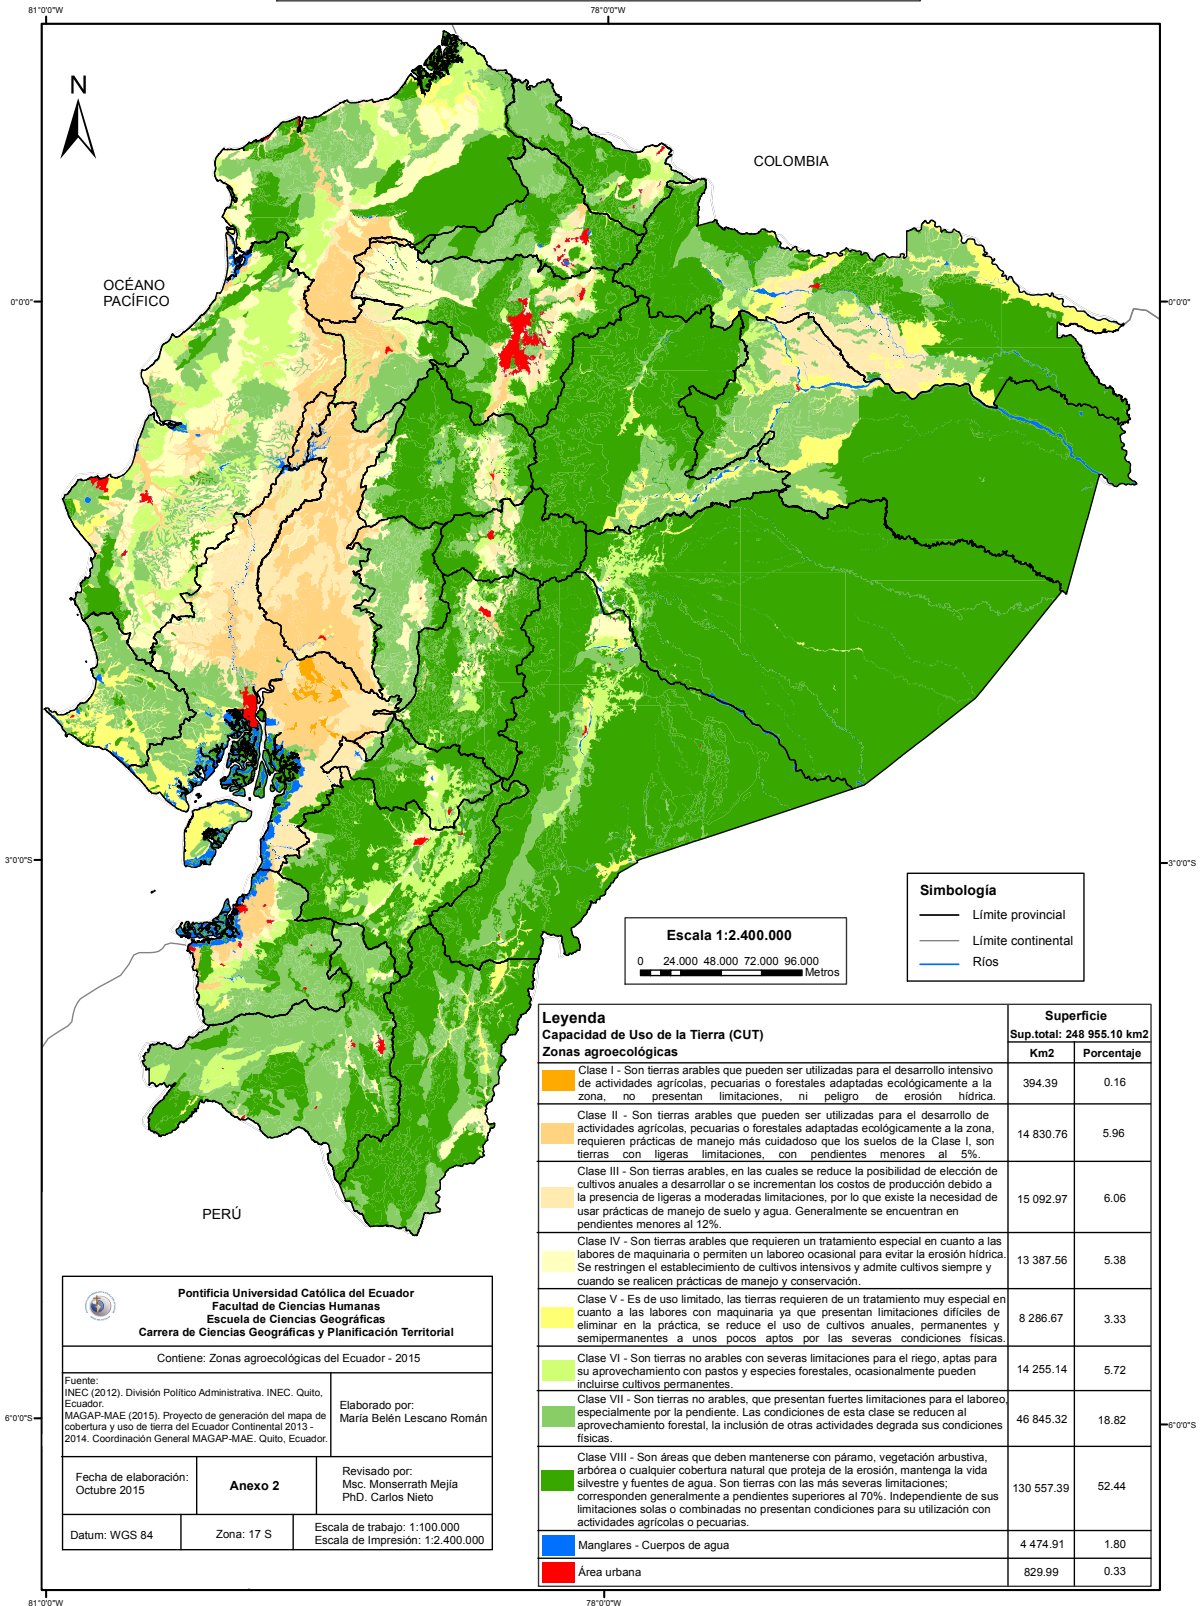 81°0'0"W
78°0'0"W
N
COLOMBIA
OCÉANO
PACÍFICO
0°0'0"
0°0'0"
3°0'0"S
3°0'0"S
Simbología
Límite provincial
Límite continental
Ríos
Escala 1:2.400.000
0 24.000 48.000 72.000 96.000
Metros
PERÚ
Leyenda
Capacidad de Uso de la Tierra (CUT)
Zonas agroecológicas
Superficie
Sup.total: 248 955.10 km2
Km2 Porcentaje
Clase I - Son tierras arables que pueden ser utilizadas para el desarrollo intensivo
de actividades agrícolas, pecuarias o forestales adaptadas ecológicamente a la
zona, no presentan limitaciones, ni peligro de erosión hídrica.
394.39 0.16
Clase II - Son tierras arables que pueden ser utilizadas para el desarrollo de
actividades agrícolas, pecuarias o forestales adaptadas ecológicamente a la zona,
requieren prácticas de manejo más cuidadoso que los suelos de la Clase I, son
tierras con ligeras limitaciones, con pendientes menores al 5%.
14 830.76 5.96
Clase III - Son tierras arables, en las cuales se reduce la posibilidad de elección de
cultivos anuales a desarrollar o se incrementan los costos de producción debido a
la presencia de ligeras a moderadas limitaciones, por lo que existe la necesidad de
usar prácticas de manejo de suelo y agua. Generalmente se encuentran en
pendientes menores al 12%.
15 092.97 6.06
Clase IV - Son tierras arables que requieren un tratamiento especial en cuanto a las
labores de maquinaria o permiten un laboreo ocasional para evitar la erosión hídrica.
Se restringen el establecimiento de cultivos intensivos y admite cultivos siempre y
cuando se realicen prácticas de manejo y conservación.
13 387.56 5.38
Clase V - Es de uso limitado, las tierras requieren de un tratamiento muy especial en
cuanto a las labores con maquinaria ya que presentan limitaciones difíciles de
eliminar en la práctica, se reduce el uso de cultivos anuales, permanentes y
semipermanentes a unos pocos aptos por las severas condiciones físicas.
8 286.67 3.33
Clase VI - Son tierras no arables con severas limitaciones para el riego, aptas para
su aprovechamiento con pastos y especies forestales, ocasionalmente pueden
incluirse cultivos permanentes.
14 255.14 5.72
Clase VII - Son tierras no arables, que presentan fuertes limitaciones para el laboreo,
especialmente por la pendiente. Las condiciones de esta clase se reducen al
aprovechamiento forestal, la inclusión de otras actividades degrada sus condiciones
físicas.
46 845.32 18.82
Clase VIII - Son áreas que deben mantenerse con páramo, vegetación arbustiva,
arbórea o cualquier cobertura natural que proteja de la erosión, mantenga la vida
silvestre y fuentes de agua. Son tierras con las más severas limitaciones;
corresponden generalmente a pendientes superiores al 70%. Independiente de sus
limitaciones solas o combinadas no presentan condiciones para su utilización con
actividades agrícolas o pecuarias.
130 557.39 52.44
Manglares - Cuerpos de agua 4 474.91 1.80
Área urbana 829.99 0.33
Pontificia Universidad Católica del Ecuador
Facultad de Ciencias Humanas
Escuela de Ciencias Geográficas
Carrera de Ciencias Geográficas y Planificación Territorial
Contiene: Zonas agroecológicas del Ecuador - 2015
Fuente:
INEC (2012). División Político Administrativa. INEC. Quito,
Ecuador.
MAGAP-MAE (2015). Proyecto de generación del mapa de
cobertura y uso de tierra del Ecuador Continental 2013 -
2014. Coordinación General MAGAP-MAE. Quito, Ecuador.
Elaborado por:
María Belén Lescano Román
Fecha de elaboración:
Octubre 2015
Anexo 2
Revisado por:
Msc. Monserrath Mejía
PhD. Carlos Nieto
Datum: WGS 84
Zona: 17 S
Escala de trabajo: 1:100.000
Escala de Impresión: 1:2.400.000
6°0'0"S
6°0'0"S
81°0'0"W
78°0'0"W